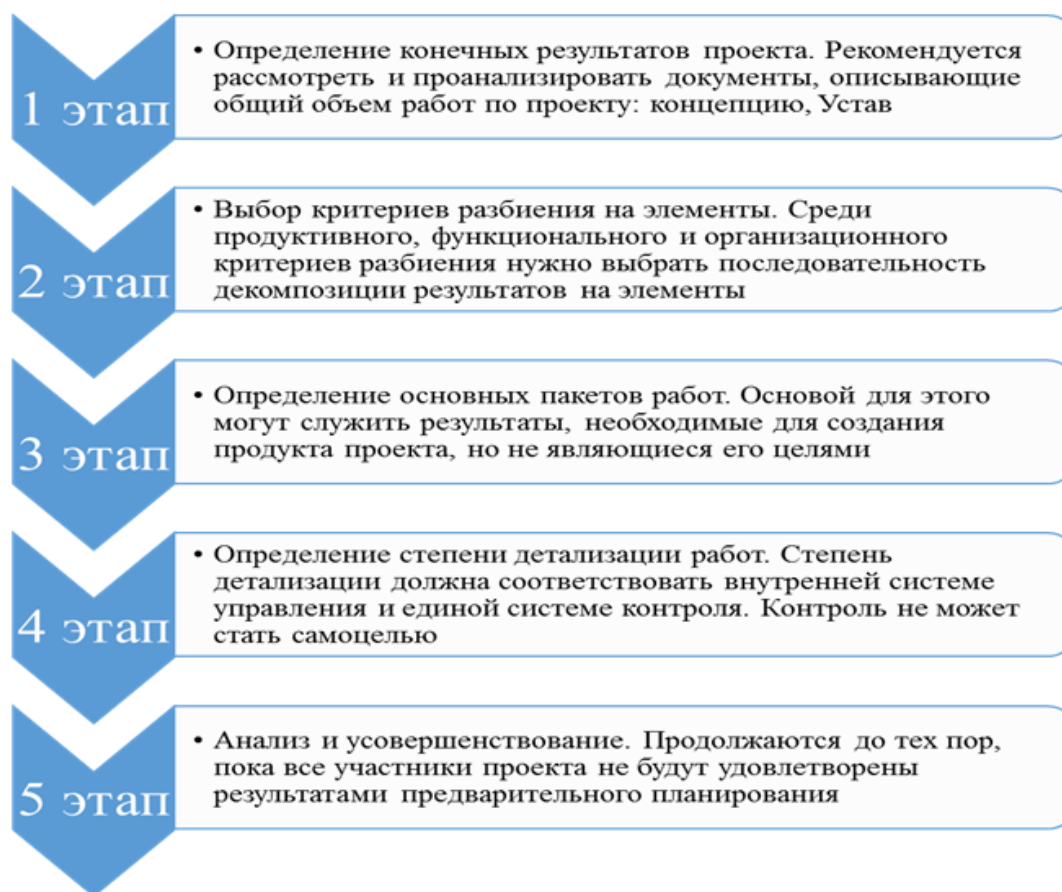 1 этап
• Определение конечных результатов проекта. Рекомендуется
рассмотреть и проанализировать документы, описывающие
общий объем работ по проекту: концепцию, Устав
2 этап
• Выбор критериев разбиения на элементы. Среди
продуктивного, функционального и организационного
критериев разбиения нужно выбрать последовательность
декомпозиции результатов на элементы
3 этап
• Определение основных пакетов работ. Основой для этого
могут служить результаты, необходимые для создания
продукта проекта, но не являющиеся его целями
4 этап
• Определение степени детализации работ. Степень
детализации должна соответствовать внутренней системе
управления и единой системе контроля. Контроль не может
стать самоцелью
5 этап
• Анализ и усовершенствование. Продолжаются до тех пор,
пока все участники проекта не будут удовлетворены
результатами предварительного планирования